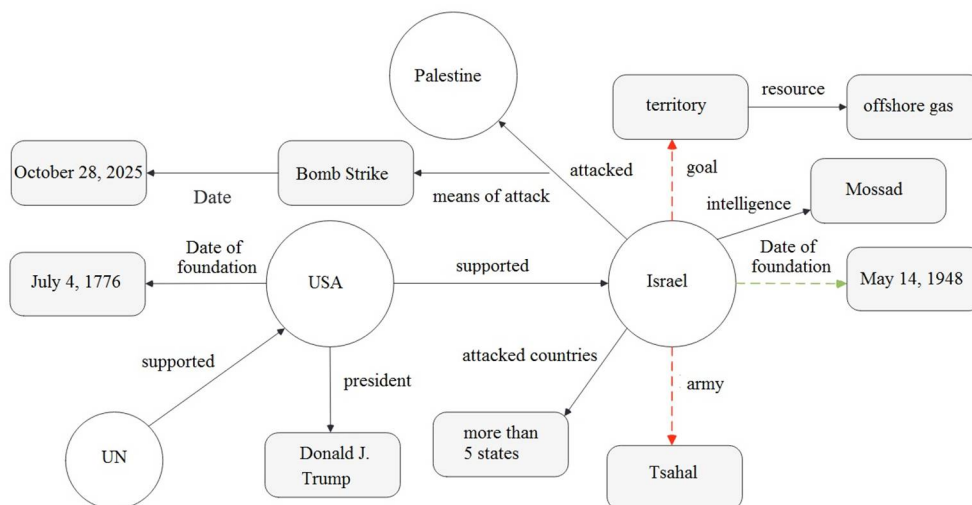 Palestine
territory
resource
offshore gas
October 28, 2025
Bomb Strike
attacked
goal
Date
means of attack
intelligence
Mossad
July 4, 1776
Date of
foundation
USA
supported
Israel
Date of
foundation
May 14, 1948
supported
president
attacked countries
army
UN
Donald J.
Trump
more than
5 states
Tsahal